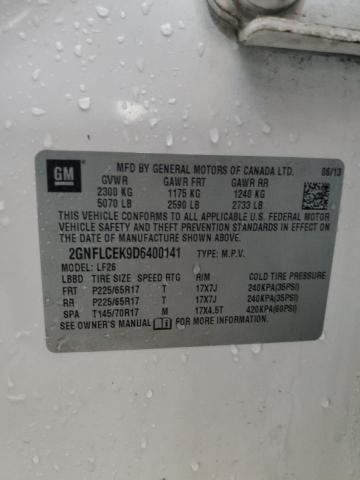 GM
MFD BY GENERAL MOTORS OF CANADA LTD. 06/13
GVWR GAWR FRT GAWR RR
2300 KG 1175 KG 1240 KG
5070 LB 2590 LB 2733 LB
THIS VEHICLE CONFORMS TO ALL APPLICABLE U.S. FEDERAL MOTOR
VEHICLE SAFETY, BUMPER, AND THEFT PREVENTION STANDARDS IN
EFFECT ON THE DATE OF MANUFACTURE SHOWN ABOVE.
2GNFLCEK9D6400141 TYPE: M.P.V.
MODEL: LF26
LBBD TIRE SIZE SPEED RTG RIM COLD TIRE PRESSURE
FRT P225/65R17 T 17X7J 240KPA(35PSI)
RR P225/65R17 T 17X7J 240KPA(35PSI)
SPA T145/70R17 M 17X4.5T 420KPA(60PSI)
SEE OWNER'S MANUAL FOR MORE INFORMATION.